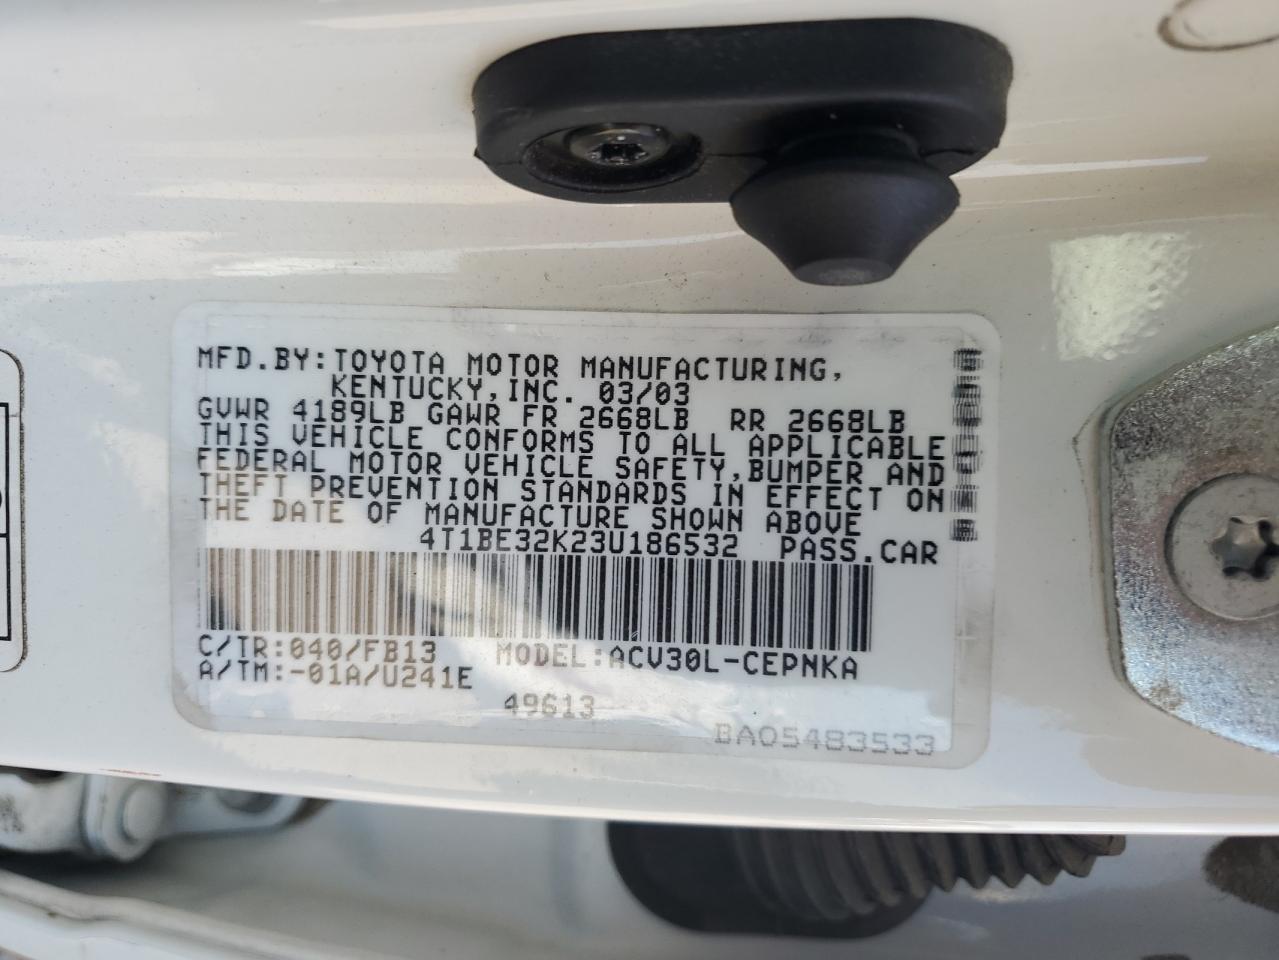 MFD.BY:TOYOTA MOTOR MANUFACTURING,
KENTUCKY,INC. 03/03
GVWR 4189LB GAWR FR 2668LB RR 2668LB
THIS VEHICLE CONFORMS TO ALL APPLICABLE
FEDERAL MOTOR VEHICLE SAFETY,BUMPER AND
THEFT PREVENTION STANDARDS IN EFFECT ON
THE DATE OF MANUFACTURE SHOWN ABOVE
4T1BE32K23U186532 PASS.CAR
C/TR:040/FB13 MODEL:ACV30L-CEPNKA
A/TM:-01A/U241E
49613
BA05483533